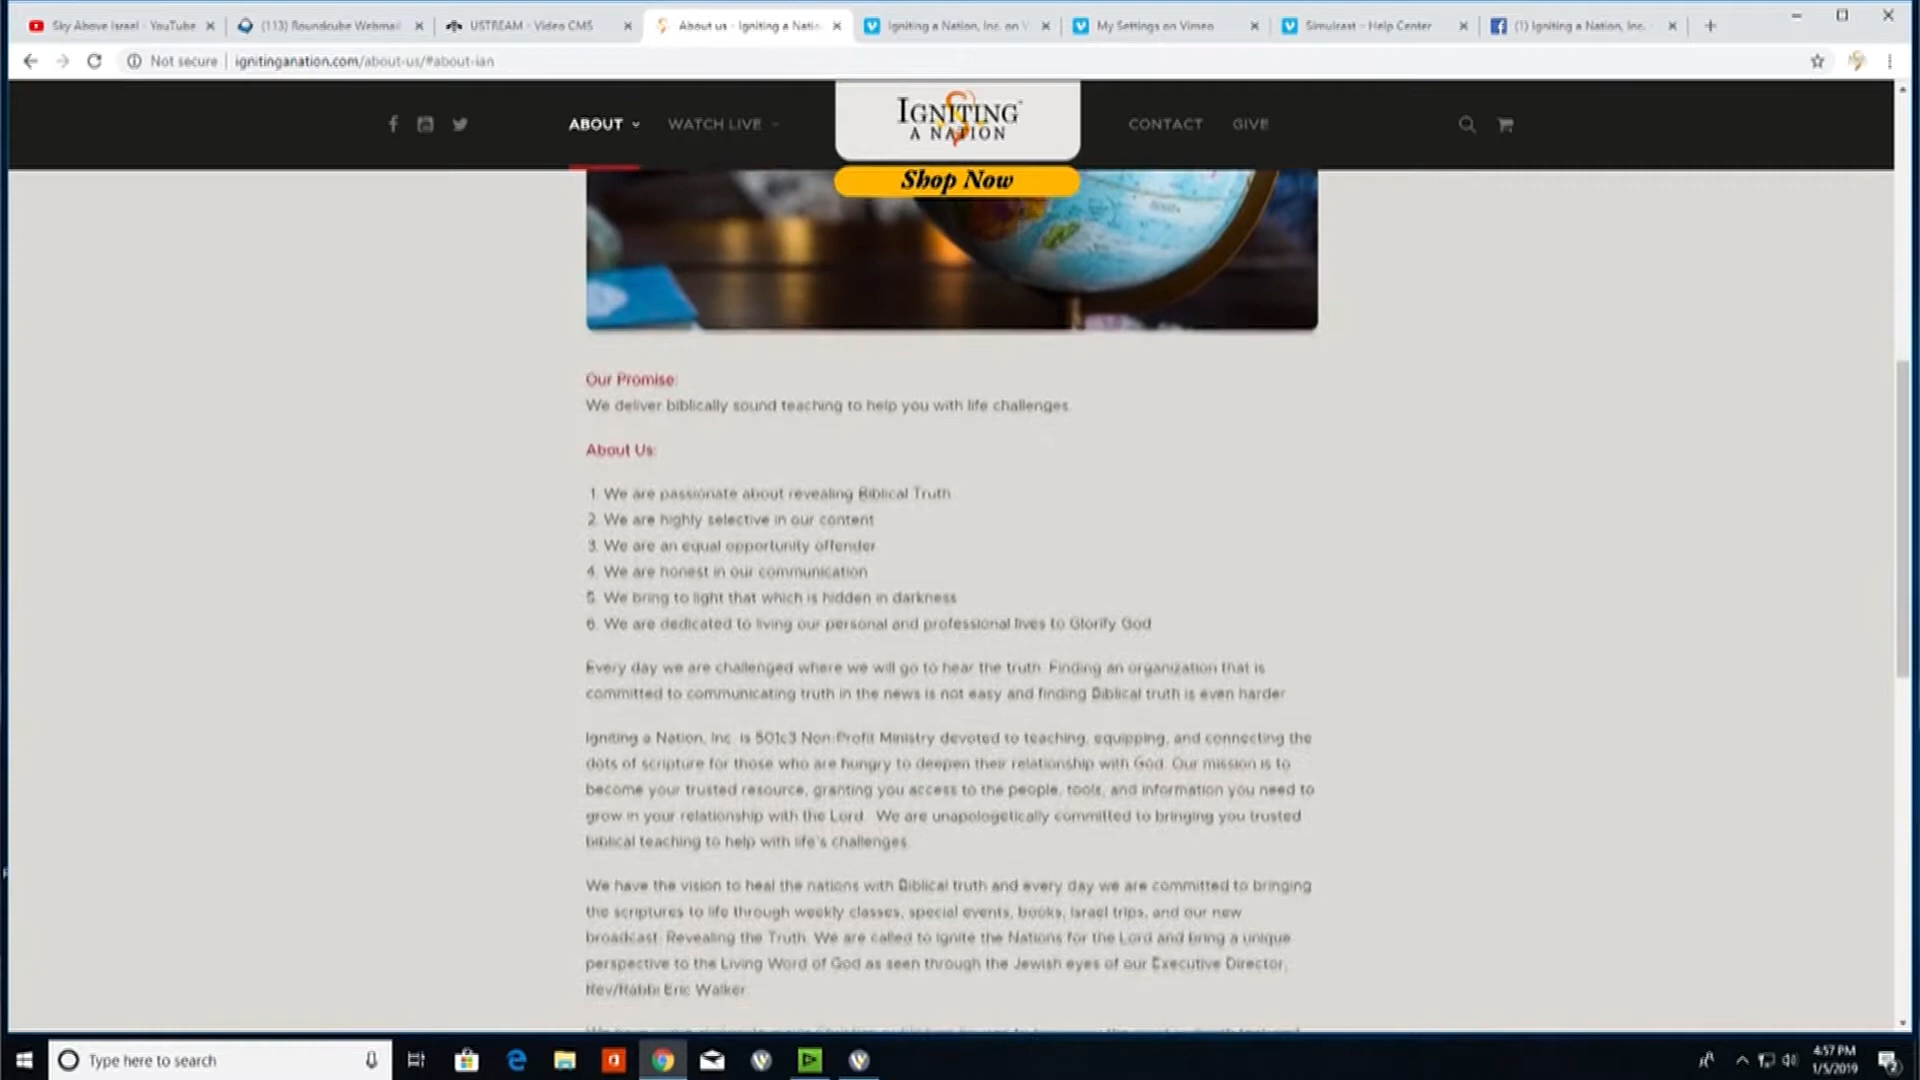 Sky Above Israel - YouTube
(113) Roundcube Webmail
USTREAM - Video CMS
About us - Igniting a Natio
Igniting a Nation, Inc. on V
My Settings on Vimeo
Simulcast – Help Center
(1) Igniting a Nation, Inc.
Not secure | ignitinganation.com/about-us/#about-ian
ABOUT
WATCH LIVE
IGNITING
A NATION
CONTACT
GIVE
Shop Now
Our Promise:
We deliver biblically sound teaching to help you with life challenges.
About Us:
1. We are passionate about revealing Biblical Truth
2. We are highly selective in our content
3. We are an equal opportunity offender
4. We are honest in our communication
5. We bring to light that which is hidden in darkness
6. We are dedicated to living our personal and professional lives to Glorify God
Every day we are challenged where we will go to hear the truth. Finding an organization that is
committed to communicating truth in the news is not easy and finding Biblical truth is even harder.
Igniting a Nation, Inc. is 501c3 Non-Profit Ministry devoted to teaching, equipping, and connecting the
dots of scripture for those who are hungry to deepen their relationship with God. Our mission is to
become your trusted resource, granting you access to the people, tools, and information you need to
grow in your relationship with the Lord. We are unapologetically committed to bringing you trusted
biblical teaching to help with life's challenges.
We have the vision to heal the nations with Biblical truth and every day we are committed to bringing
the scriptures to life through weekly classes, special events, books, Israel trips, and our new
broadcast: Revealing the Truth. We are called to Ignite the Nations for the Lord and bring a unique
perspective to the Living Word of God as seen through the Jewish eyes of our Executive Director,
Rev/Rabbi Eric Walker.
Type here to search
4:57 PM
1/5/2019